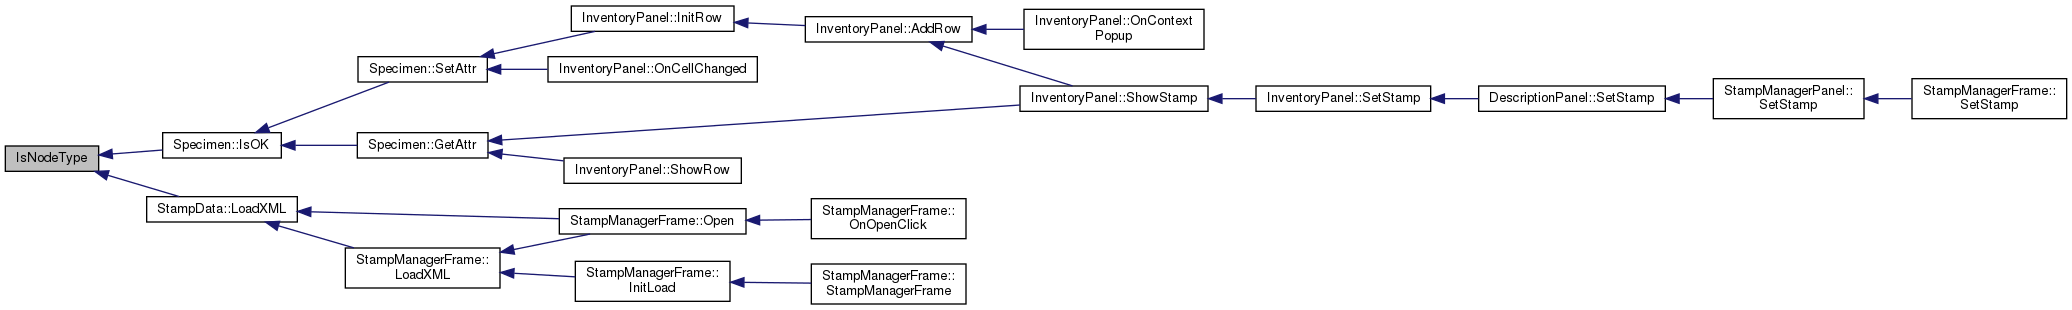 IsNodeType
Specimen::IsOK
StampData::LoadXML
Specimen::SetAttr
Specimen::GetAttr
StampManagerFrame::
LoadXML
InventoryPanel::InitRow
InventoryPanel::OnCellChanged
InventoryPanel::ShowRow
StampManagerFrame::Open
StampManagerFrame::
InitLoad
InventoryPanel::AddRow
StampManagerFrame::
OnOpenClick
StampManagerFrame::
StampManagerFrame
InventoryPanel::OnContext
Popup
InventoryPanel::ShowStamp
InventoryPanel::SetStamp
DescriptionPanel::SetStamp
StampManagerPanel::
SetStamp
StampManagerFrame::
SetStamp